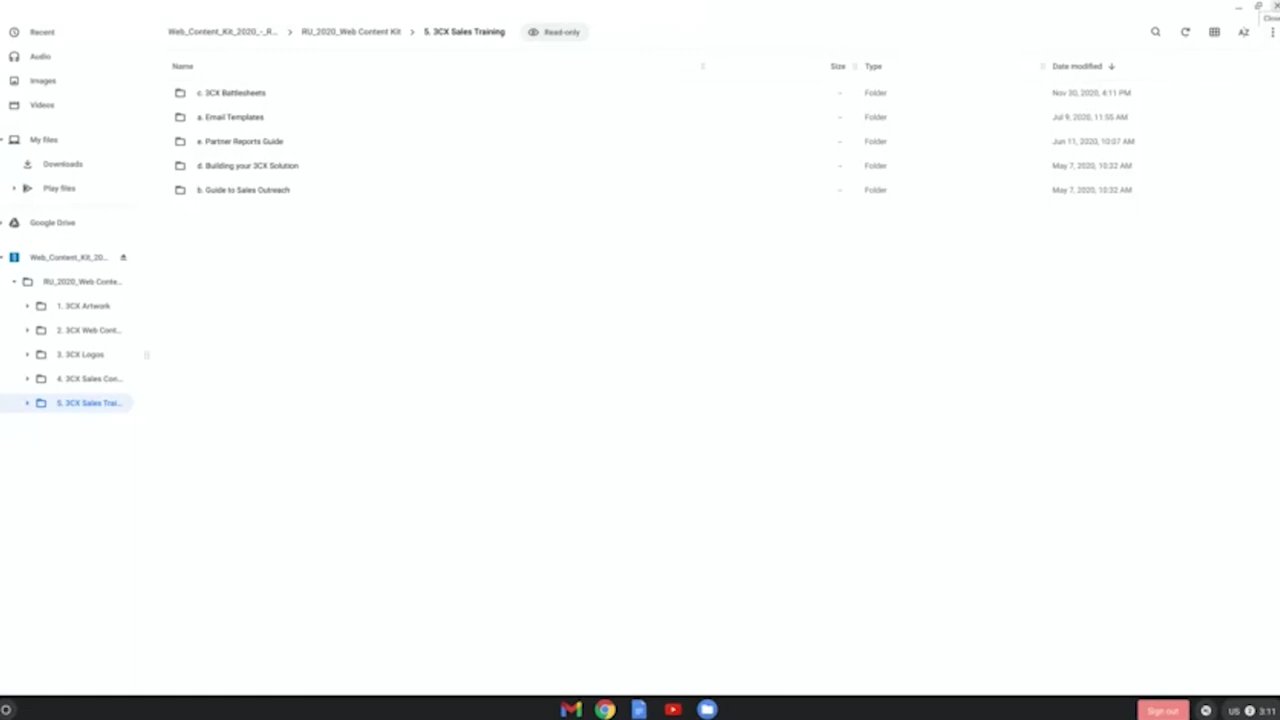 Close
Recent
Web_Content_Kit_2020_-_R... > RU_2020_Web Content Kit > 5. 3CX Sales Training Read-only
Audio
Name Size Type Date modified
Images
c. 3CX Battlesheets - Folder Nov 30, 2020, 4:11 PM
Videos
a. Email Templates - Folder Jul 9, 2020, 11:55 AM
My files
e. Partner Reports Guide - Folder Jun 11, 2020, 10:07 AM
Downloads
d. Building your 3CX Solution - Folder May 7, 2020, 10:32 AM
Play files
b. Guide to Sales Outreach - Folder May 7, 2020, 10:32 AM
Google Drive
Web_Content_Kit_20...
RU_2020_Web Conte...
1. 3CX Artwork
2. 3CX Web Cont...
3. 3CX Logos
4. 3CX Sales Con...
5. 3CX Sales Trai...
Sign out US 2 3:11